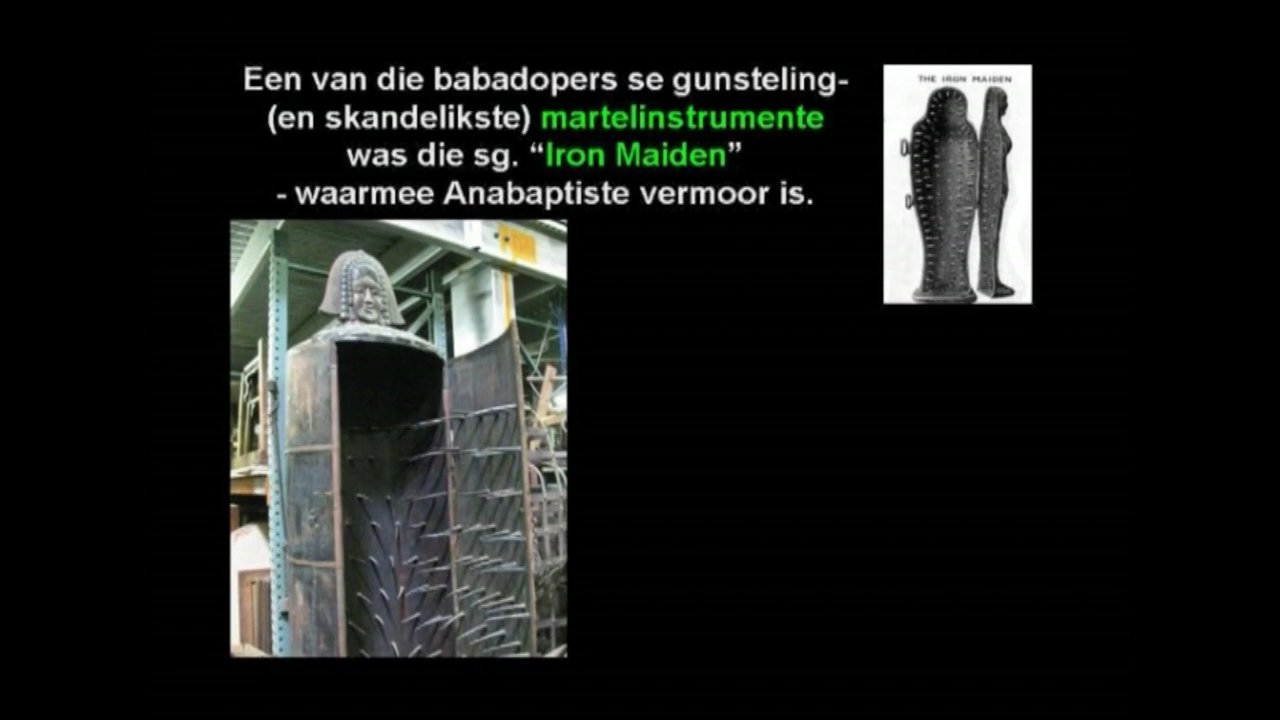 Een van die babadopers se gunsteling-
(en skandelikste) martelinstrumente
was die sg. “Iron Maiden”
- waarmee Anabaptiste vermoor is.
THE IRON MAIDEN